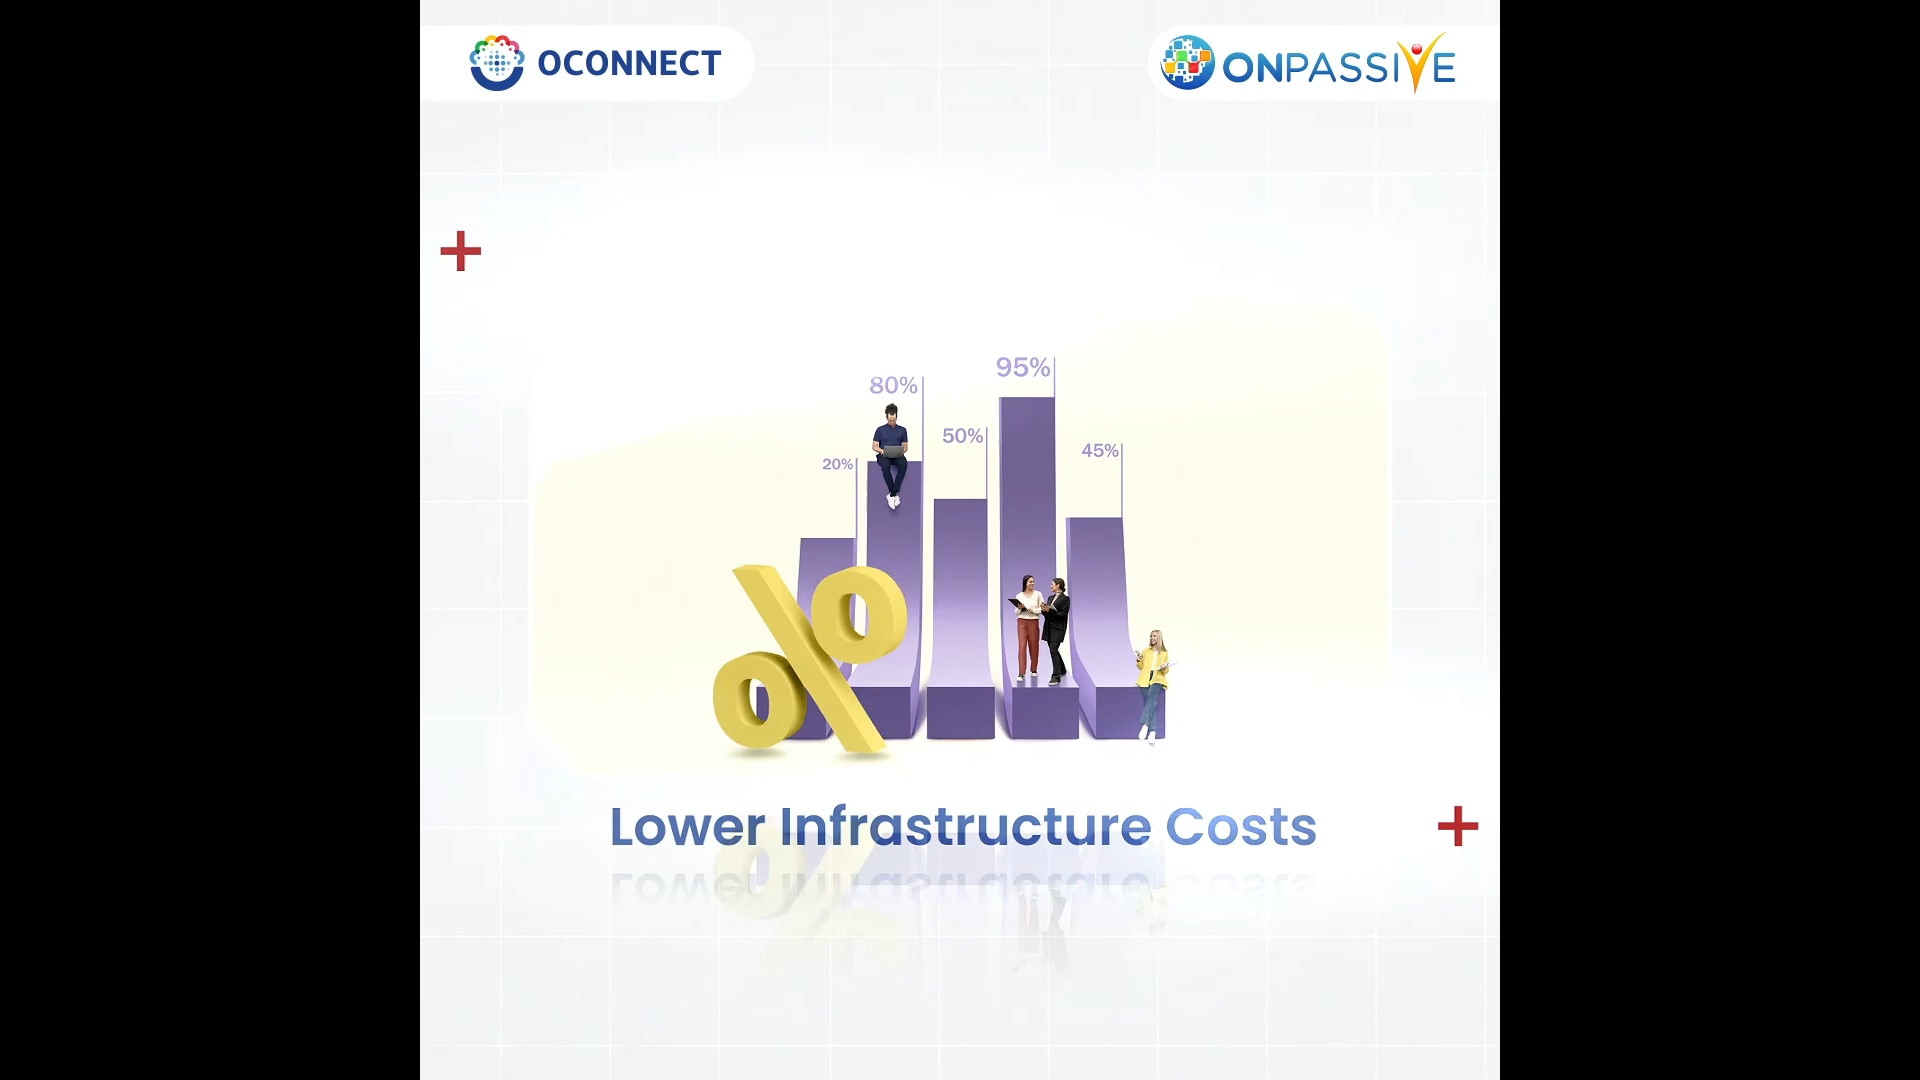 OCONNECT
ONPASSIVE
95%
80%
50%
45%
20%
%
Lower Infrastructure Costs